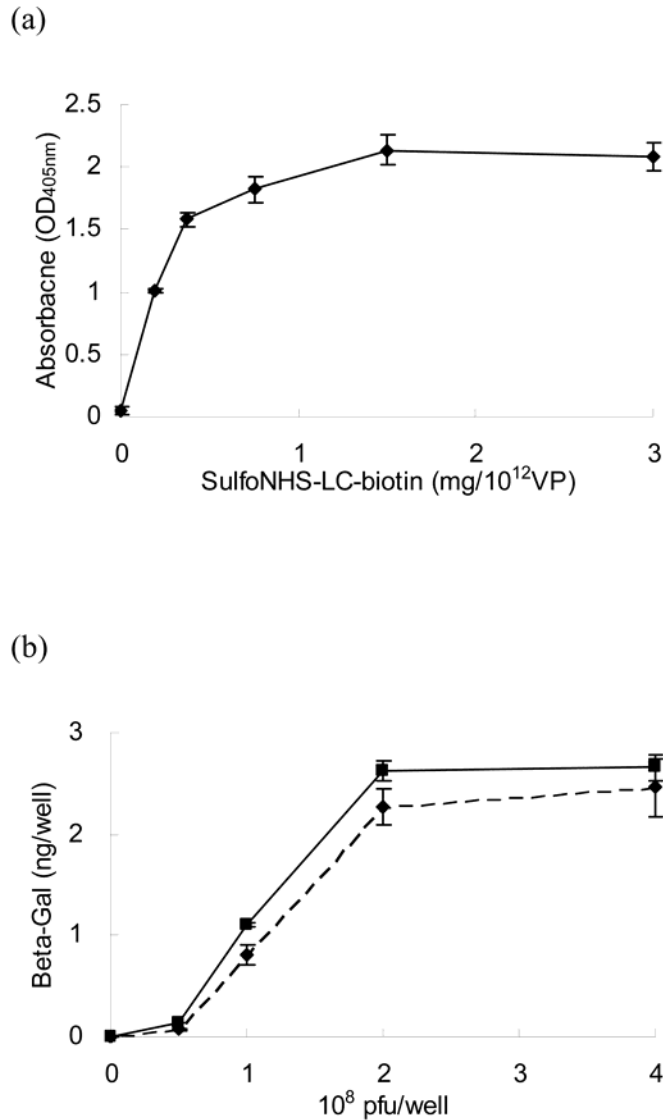 (a)
2.5
2
1.5
1
0.5
0
Absorbacne (OD405nm)
0 1 2 3
SulfoNHS-LC-biotin (mg/10¹²VP)
(b)
3
2
1
0
Beta-Gal (ng/well)
0 1 2 3 4
10⁸ pfu/well